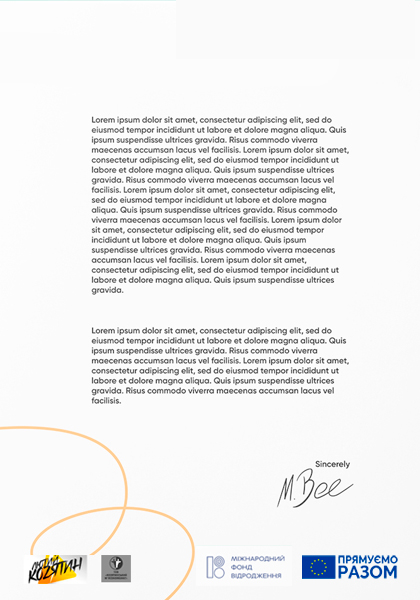 Lorem ipsum dolor sit amet, consectetur adipiscing elit, sed do
eiusmod tempor incididunt ut labore et dolore magna aliqua. Quis
ipsum suspendisse ultrices gravida. Risus commodo viverra
maecenas accumsan lacus vel facilisis. Lorem ipsum dolor sit amet,
consectetur adipiscing elit, sed do eiusmod tempor incididunt ut
labore et dolore magna aliqua. Quis ipsum suspendisse ultrices
gravida. Risus commodo viverra maecenas accumsan lacus vel
facilisis. Lorem ipsum dolor sit amet, consectetur adipiscing elit,
sed do eiusmod tempor incididunt ut labore et dolore magna
aliqua. Quis ipsum suspendisse ultrices gravida. Risus commodo
viverra maecenas accumsan lacus vel facilisis. Lorem ipsum dolor
sit amet, consectetur adipiscing elit, sed do eiusmod tempor
incididunt ut labore et dolore magna aliqua. Quis ipsum
suspendisse ultrices gravida. Risus commodo viverra maecenas
accumsan lacus vel facilisis. Lorem ipsum dolor sit amet,
consectetur adipiscing elit, sed do eiusmod tempor incididunt ut
labore et dolore magna aliqua. Quis ipsum suspendisse ultrices
gravida.
Lorem ipsum dolor sit amet, consectetur adipiscing elit, sed do
eiusmod tempor incididunt ut labore et dolore magna aliqua. Quis
ipsum suspendisse ultrices gravida. Risus commodo viverra
maecenas accumsan lacus vel facilisis. Lorem ipsum dolor sit amet,
consectetur adipiscing elit, sed do eiusmod tempor incididunt ut
labore et dolore magna aliqua. Quis ipsum suspendisse ultrices
gravida. Risus commodo viverra maecenas accumsan lacus vel
facilisis.
Sincerely
M.Bee
КОZЯТИН
МІЖНАРОДНИЙ
ФОНД
ВІДРОДЖЕННЯ
ПРЯМУЄМО
РАЗОМ